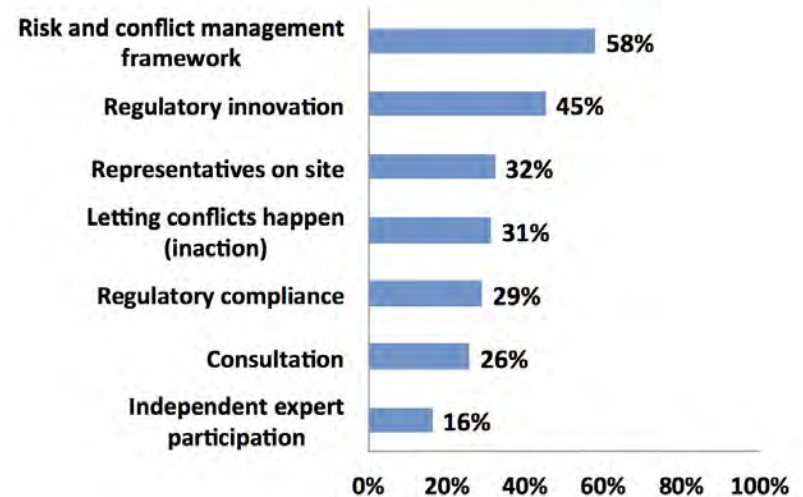 Risk and conflict management
framework
58%
Regulatory innovation
45%
Representatives on site
32%
Letting conflicts happen
(inaction)
31%
Regulatory compliance
29%
Consultation
26%
Independent expert
participation
16%
0% 20% 40% 60% 80% 100%